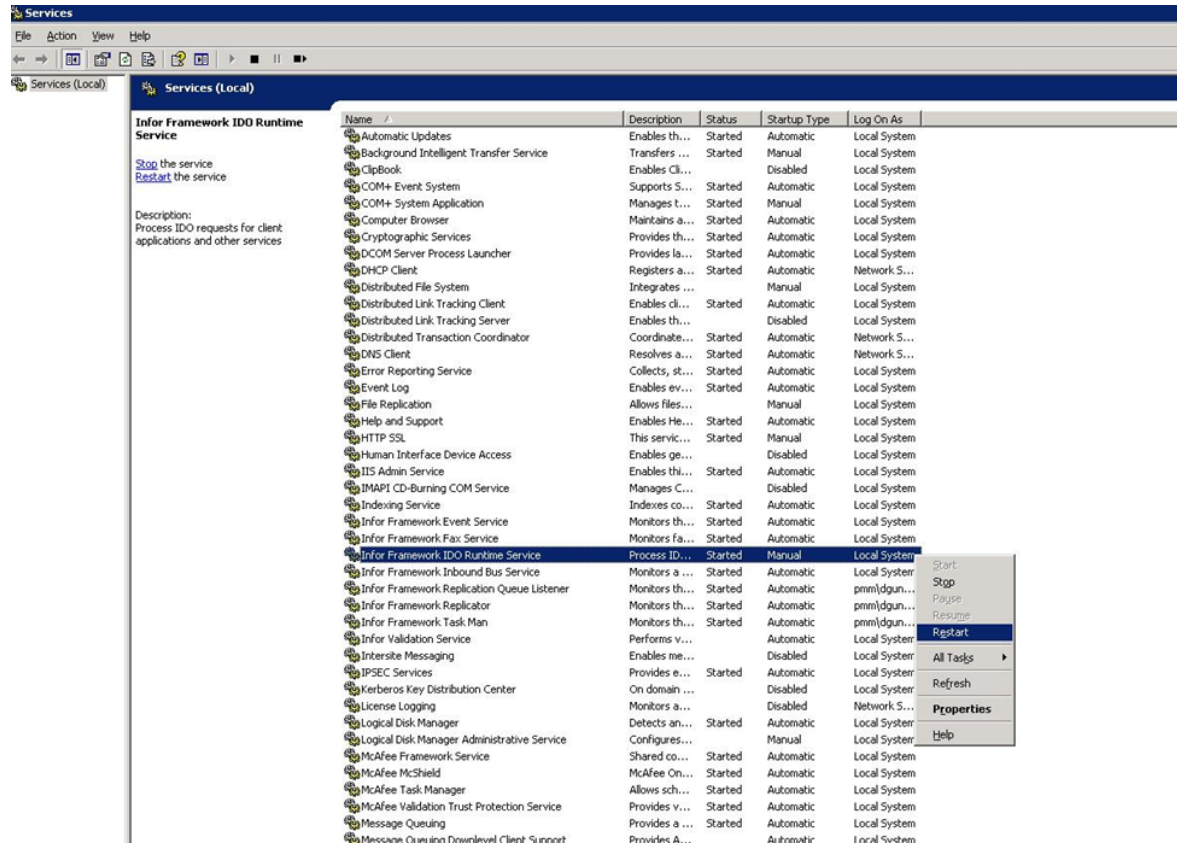 Services
File Action View Help
Services (Local)
Services (Local)
Infor Framework IDO Runtime
Service
Stop the service
Restart the service
Description:
Process IDO requests for client
applications and other services
Name Description Status Startup Type Log On As
Automatic Updates Enables th... Started Automatic Local System
Background Intelligent Transfer Service Transfers ... Started Manual Local System
ClipBook Enables Cli... Disabled Local System
COM+ Event System Supports S... Started Automatic Local System
COM+ System Application Manages t... Started Manual Local System
Computer Browser Maintains a... Started Automatic Local System
Cryptographic Services Provides th... Started Automatic Local System
DCOM Server Process Launcher Provides la... Started Automatic Local System
DHCP Client Registers a... Started Automatic Network S...
Distributed File System Integrates ... Manual Local System
Distributed Link Tracking Client Enables cli... Started Automatic Local System
Distributed Link Tracking Server Enables th... Disabled Local System
Distributed Transaction Coordinator Coordinate... Started Automatic Network S...
DNS Client Resolves a... Started Automatic Network S...
Error Reporting Service Collects, st... Started Automatic Local System
Event Log Enables ev... Started Automatic Local System
File Replication Allows files... Manual Local System
Help and Support Enables He... Started Automatic Local System
HTTP SSL This servic... Started Manual Local System
Human Interface Device Access Enables ge... Disabled Local System
IIS Admin Service Enables thi... Started Automatic Local System
IMAPI CD-Burning COM Service Manages C... Disabled Local System
Indexing Service Indexes co... Started Automatic Local System
Infor Framework Event Service Monitors th... Started Automatic Local System
Infor Framework Fax Service Monitors fa... Started Automatic Local System
Infor Framework IDO Runtime Service Process ID... Started Manual Local System
Infor Framework Inbound Bus Service Monitors a ... Started Automatic Local System
Infor Framework Replication Queue Listener Monitors th... Started Automatic pmm\dgun...
Infor Framework Replicator Monitors th... Started Automatic pmm\dgun...
Infor Framework Task Man Monitors th... Started Automatic pmm\dgun...
Infor Validation Service Performs v... Automatic Local System
Intersite Messaging Enables me... Disabled Local System
IPSEC Services Provides e... Started Automatic Local System
Kerberos Key Distribution Center On domain ... Disabled Local System
License Logging Monitors a... Disabled Network S...
Logical Disk Manager Detects an... Started Automatic Local System
Logical Disk Manager Administrative Service Configures... Manual Local System
McAfee Framework Service Shared co... Started Automatic Local System
McAfee McShield McAfee On... Started Automatic Local System
McAfee Task Manager Allows sch... Started Automatic Local System
McAfee Validation Trust Protection Service Provides v... Started Automatic Local System
Message Queuing Provides a ... Started Automatic Local System
Message Queuing Downlevel Client Support Provides A... Automatic Local System
Start
Stop
Pause
Resume
Restart
All Tasks
Refresh
Properties
Help